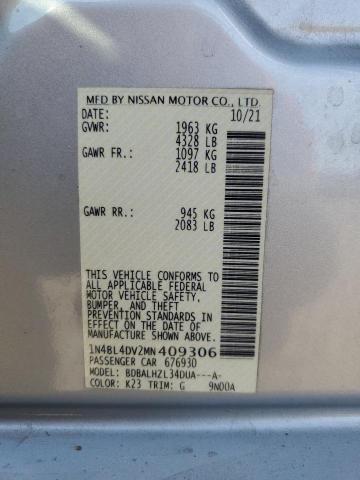 MFD BY NISSAN MOTOR CO., LTD.
DATE: 10/21
GVWR: 1963 KG
4328 LB
GAWR FR.: 1097 KG
2418 LB
GAWR RR.: 945 KG
2083 LB
THIS VEHICLE CONFORMS TO
ALL APPLICABLE FEDERAL
MOTOR VEHICLE SAFETY,
BUMPER, AND THEFT
PREVENTION STANDARDS
IN EFFECT ON THE DATE OF
MANUFACTURE SHOWN ABOVE.
1N4BL4DV2MN409306
PASSENGER CAR 676930
MODEL: BDBALHZL34DUA---A-
COLOR: K23 TRIM: G 9N00A